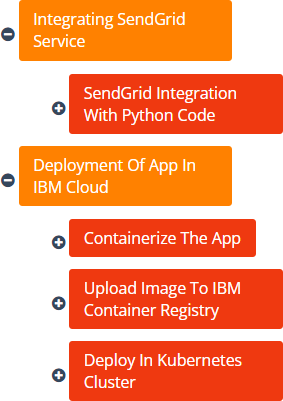 Integrating SendGrid
Service
SendGrid Integration
With Python Code
Deployment Of App In
IBM Cloud
Containerize The App
Upload Image To IBM
Container Registry
Deploy In Kubernetes
Cluster